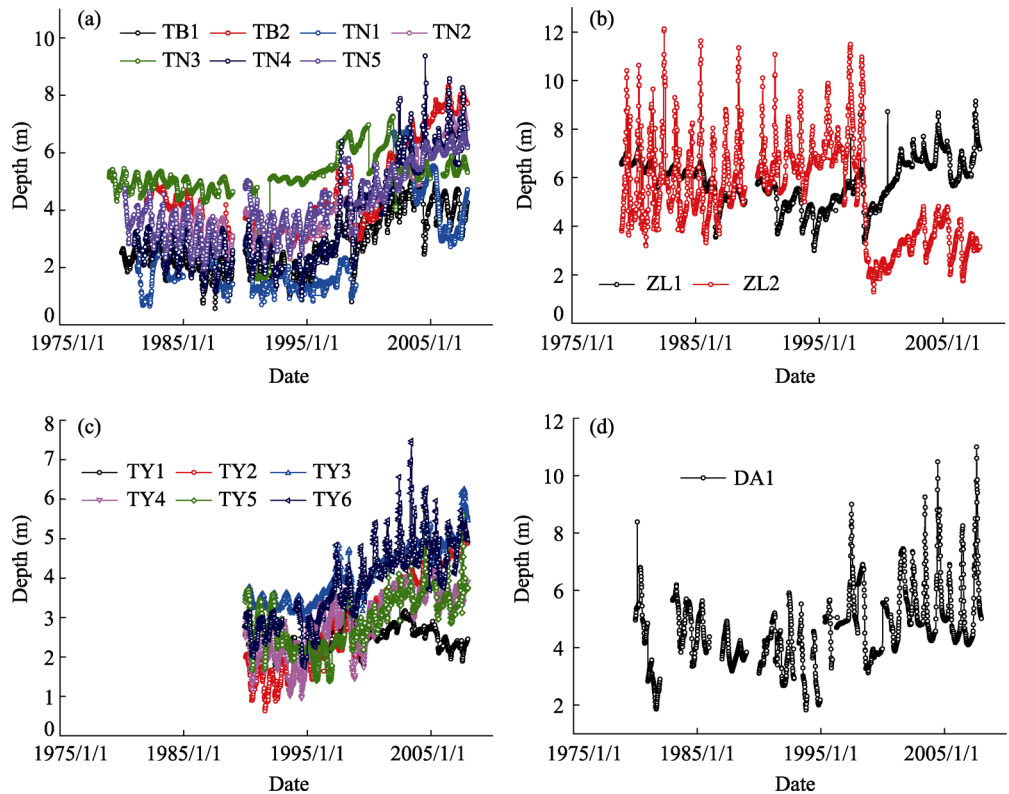 (a)
TB1 TB2 TN1 TN2
TN3 TN4 TN5
10
8
6
4
2
0
Depth (m)
1975/1/1 1985/1/1 1995/1/1 2005/1/1
Date
(b)
12
10
8
6
4
2
0
Depth (m)
ZL1 ZL2
1975/1/1 1985/1/1 1995/1/1 2005/1/1
Date
(c)
TY1 TY2 TY3
TY4 TY5 TY6
8
7
6
5
4
3
2
1
0
Depth (m)
1975/1/1 1985/1/1 1995/1/1 2005/1/1
Date
(d)
DA1
12
10
8
6
4
2
Depth (m)
1975/1/1 1985/1/1 1995/1/1 2005/1/1
Date